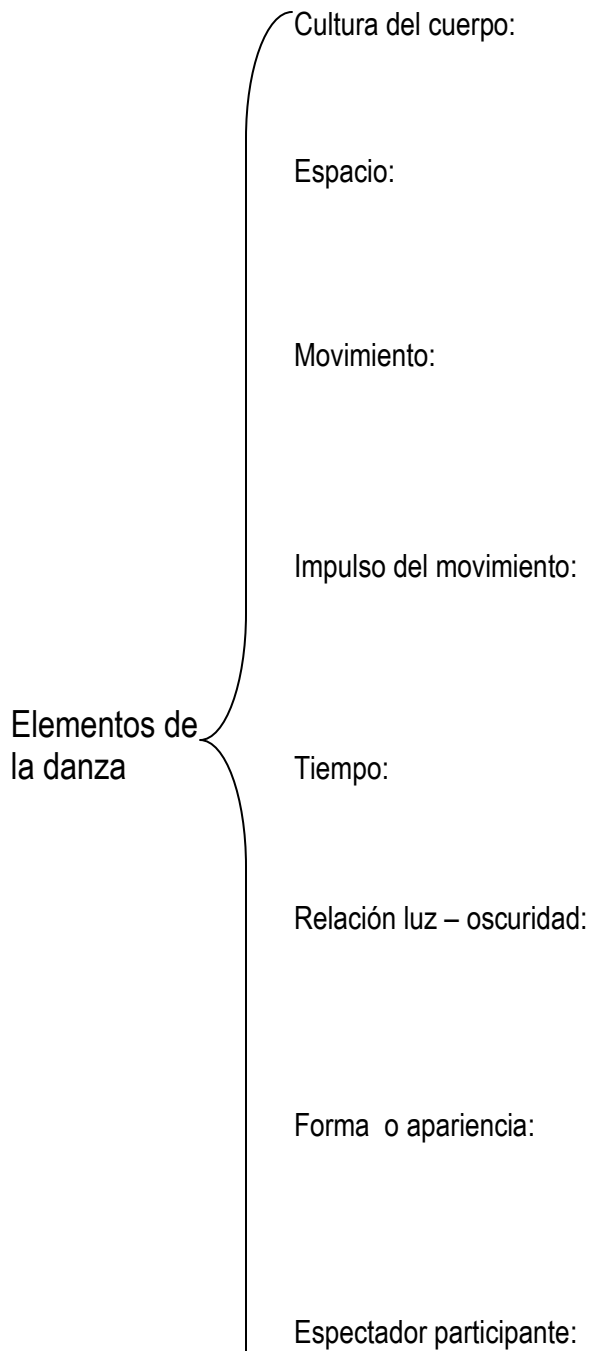 Cultura del cuerpo:
Espacio:
Movimiento:
Impulso del movimiento:
Elementos de
la danza
Tiempo:
Relación luz – oscuridad:
Forma o apariencia:
Espectador participante: